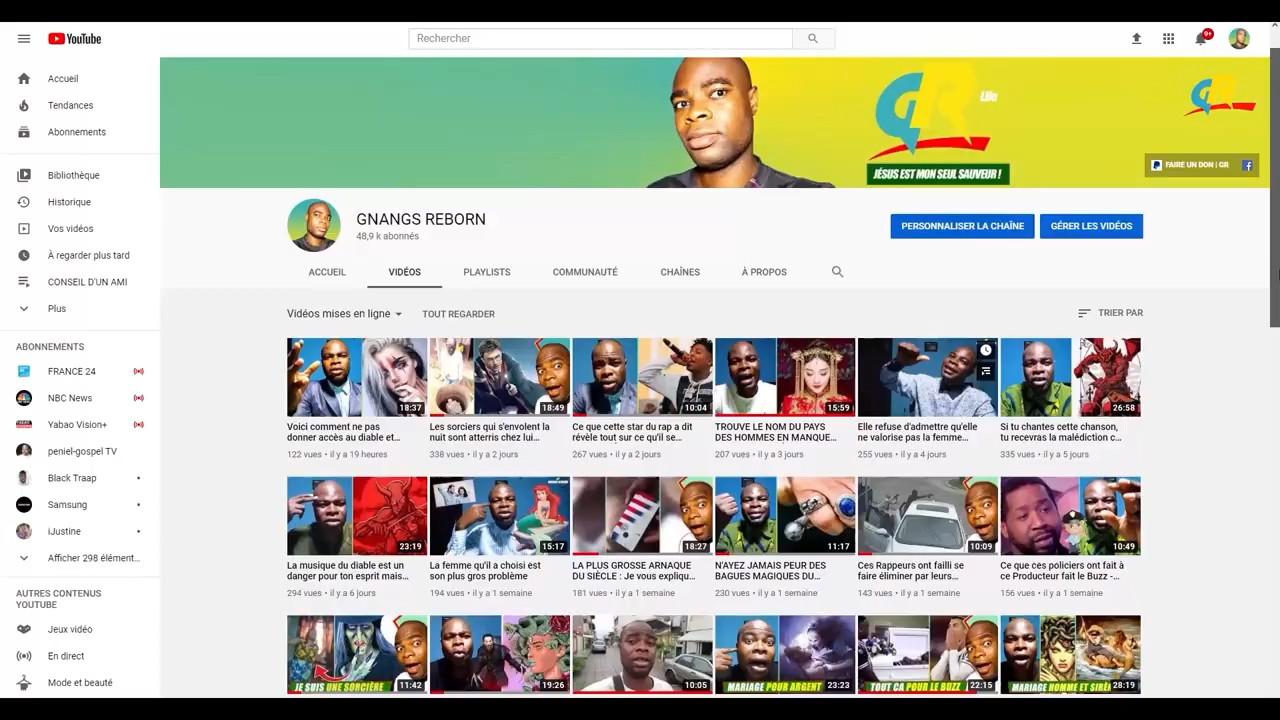 YouTube
Rechercher
9+
Accueil
Tendances
Abonnements
Bibliothèque
Historique
Vos vidéos
À regarder plus tard
CONSEIL D'UN AMI
Plus
ABONNEMENTS
FRANCE 24
NBC News
Yabao Vision+
peniel-gospel TV
Black Traap
Samsung
iJustine
Afficher 298 élément...
AUTRES CONTENUS
YOUTUBE
Jeux vidéo
En direct
Mode et beauté
GR Life
JÉSUS EST MON SEUL SAUVEUR !
GR
FAIRE UN DON | GR
GNANGS REBORN
48,9 k abonnés
PERSONNALISER LA CHAÎNE
GÉRER LES VIDÉOS
ACCUEIL VIDÉOS PLAYLISTS COMMUNAUTÉ CHAÎNES À PROPOS
Vidéos mises en ligne TOUT REGARDER TRIER PAR
18:37 18:49 10:04 15:59 26:58
Voici comment ne pas
donner accès au diable et...
122 vues • il y a 19 heures
Les sorciers qui s'envolent la
nuit sont atterris chez lui...
338 vues • il y a 2 jours
Ce que cette star du rap a dit
révèle tout sur ce qu'il se...
267 vues • il y a 2 jours
TROUVE LE NOM DU PAYS
DES HOMMES EN MANQUE...
207 vues • il y a 3 jours
Elle refuse d'admettre qu'elle
ne valorise pas la femme...
255 vues • il y a 4 jours
Si tu chantes cette chanson,
tu recevras la malédiction c...
335 vues • il y a 5 jours
23:19 15:17 18:27 11:17 10:09 10:49
La musique du diable est un
danger pour ton esprit mais...
294 vues • il y a 6 jours
La femme qu'il a choisi est
son plus gros problème
194 vues • il y a 1 semaine
LA PLUS GROSSE ARNAQUE
DU SIÈCLE : Je vous expliqu...
181 vues • il y a 1 semaine
N'AYEZ JAMAIS PEUR DES
BAGUES MAGIQUES DU...
230 vues • il y a 1 semaine
Ces Rappeurs ont failli se
faire éliminer par leurs...
143 vues • il y a 1 semaine
Ce que ces policiers ont fait à
ce Producteur fait le Buzz -...
156 vues • il y a 1 semaine
JE SUIS UNE SORCIÈRE 11:42
19:26
10:05
MARIAGE POUR ARGENT 23:23
TOUT ÇA POUR LE BUZZ 22:15
MARIAGE HOMME ET SIRÈ 28:19